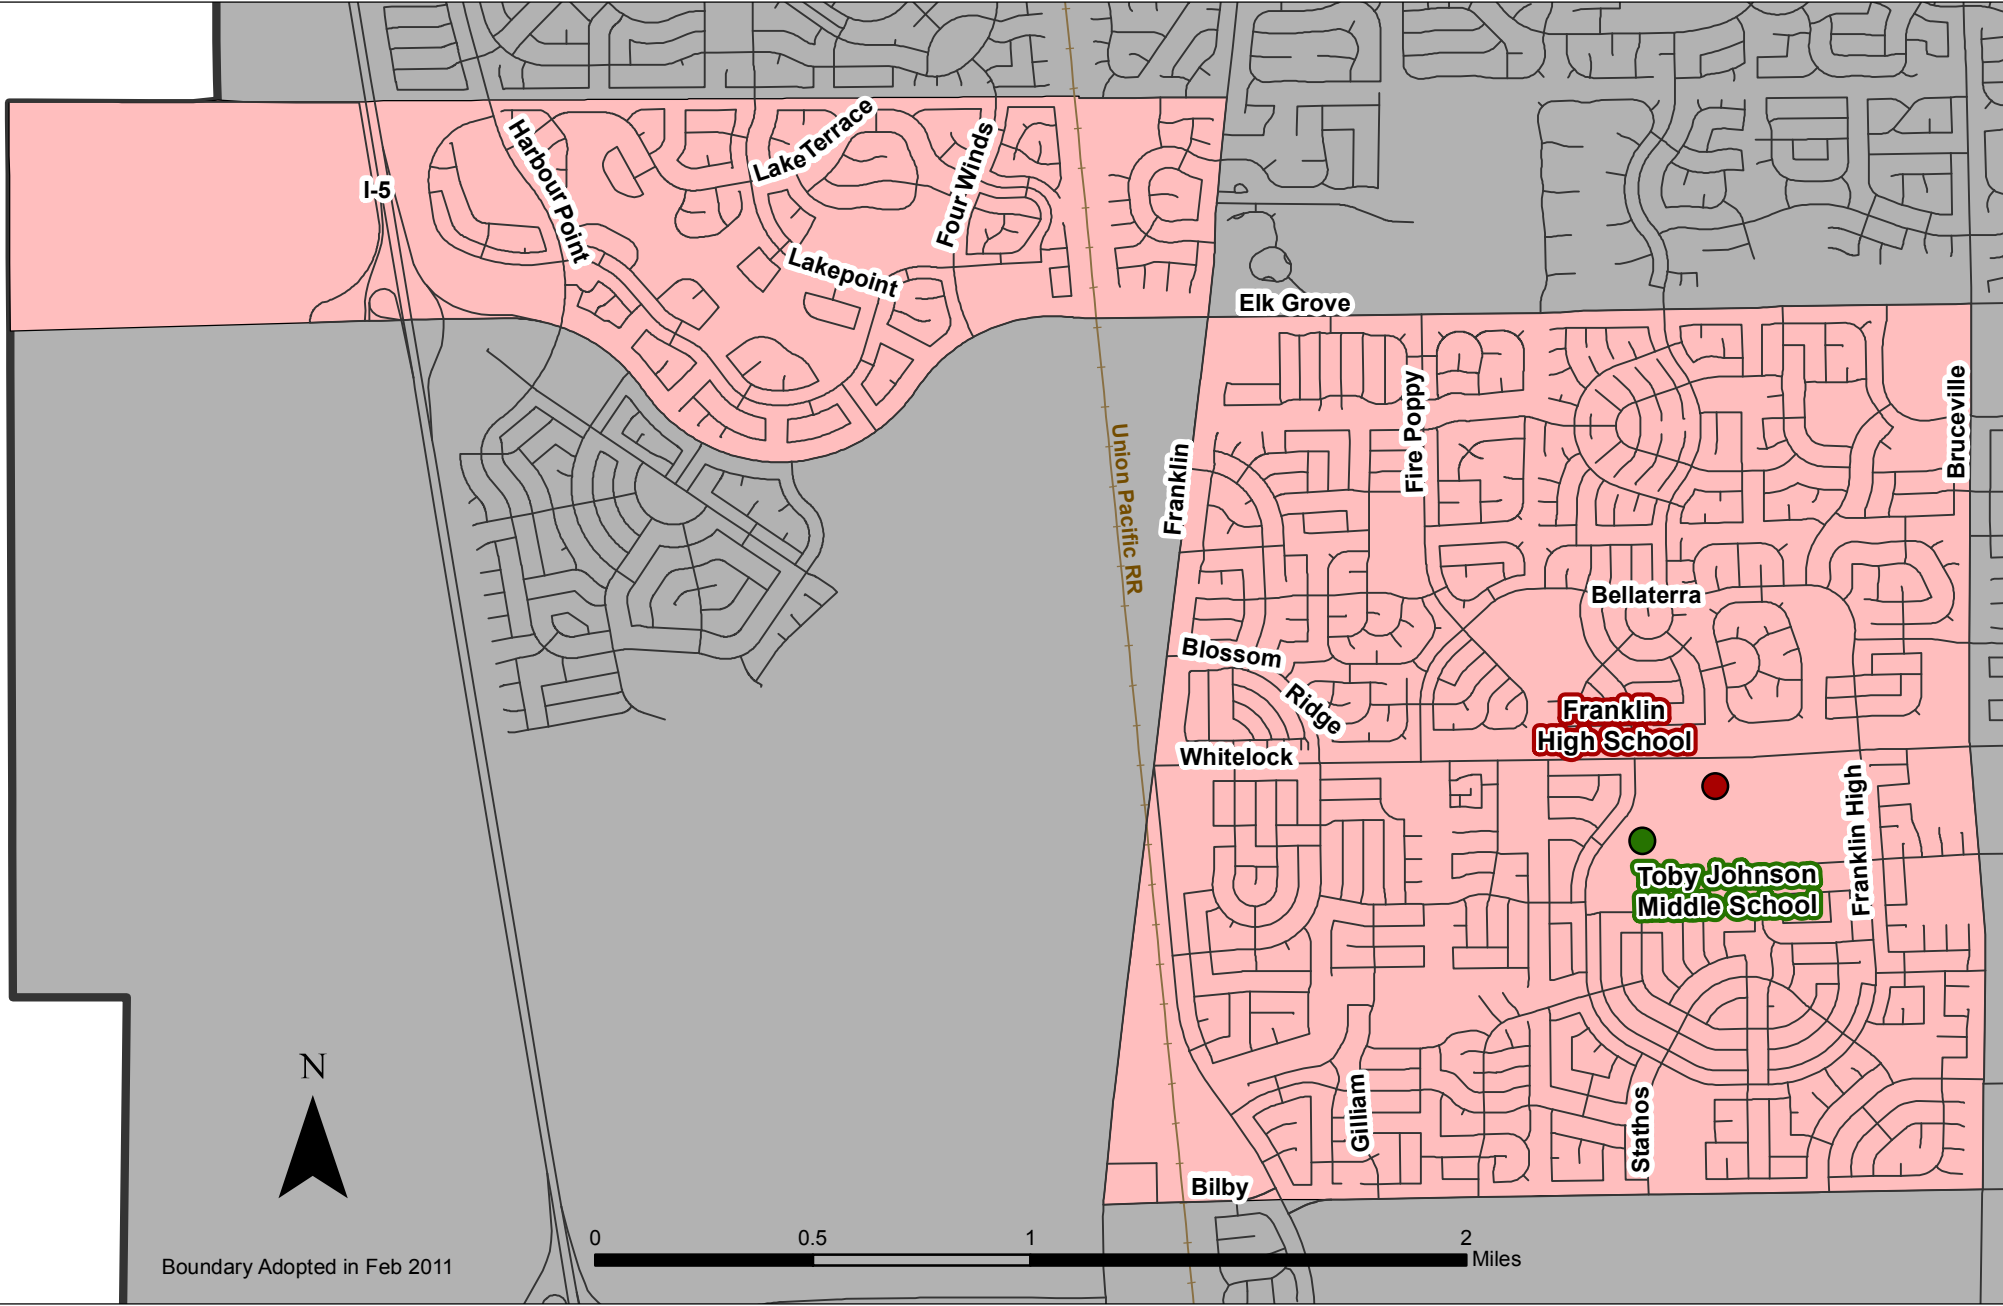 Lake Terrace
Harbour Point
Four Winds
I-5
Lakepoint
Elk Grove
Fire Poppy
Bruceville
Union Pacific RR
Franklin
Bellaterra
Blossom
Ridge
Franklin
High School
Whitelock
Franklin High
Toby Johnson
Middle School
N
Gilliam
Stathos
Bilby
0 0.5 1 2
Miles
Boundary Adopted in Feb 2011